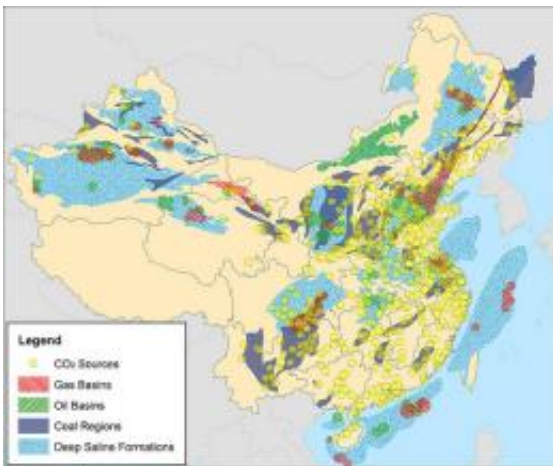 Legend
CO₂ Sources
Gas Basins
Oil Basins
Coal Regions
Deep Saline Formations